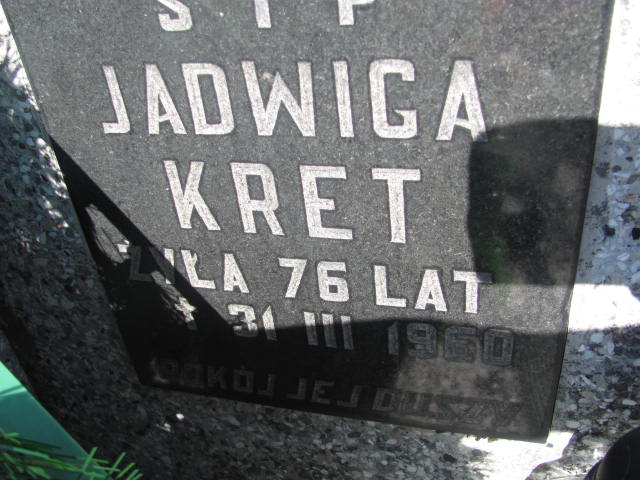 Ś P
JADWIGA
KRET
ŻYŁA 76 LAT
† 31 III 1960
POKÓJ JEJ DUSZY